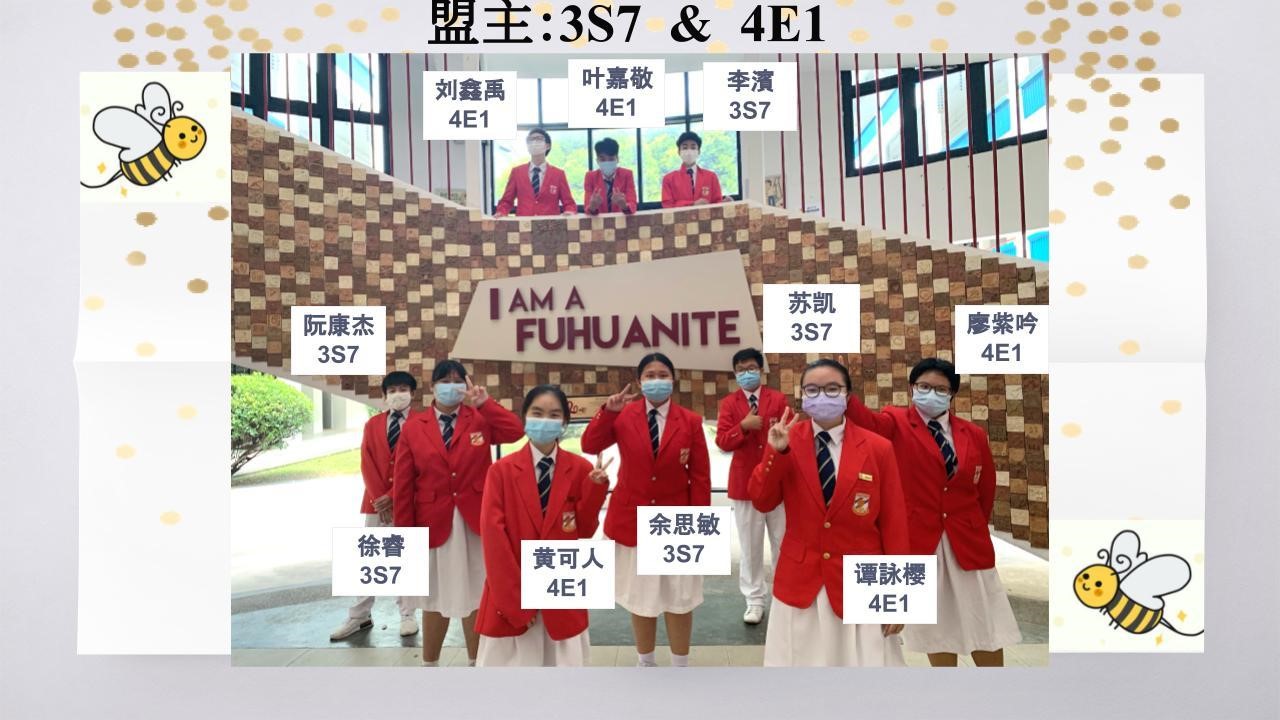 盟主:3S7 & 4E1
刘鑫禹
4E1
叶嘉敬
4E1
李濱
3S7
I AM A
FUHUANITE
阮康杰
3S7
苏凯
3S7
廖紫吟
4E1
徐睿
3S7
黄可人
4E1
余思敏
3S7
谭詠樱
4E1